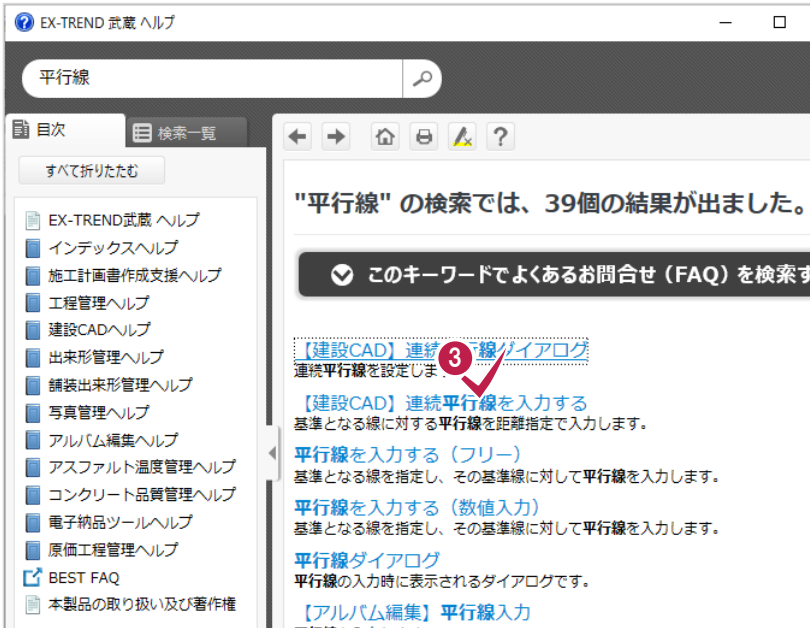 EX-TREND 武蔵 ヘルプ
平行線
目次
検索一覧
すべて折りたたむ
EX-TREND武蔵 ヘルプ
インデックスヘルプ
施工計画書作成支援ヘルプ
工程管理ヘルプ
建設CADヘルプ
出来形管理ヘルプ
舗装出来形管理ヘルプ
写真管理ヘルプ
アルバム編集ヘルプ
アスファルト温度管理ヘルプ
コンクリート品質管理ヘルプ
電子納品ツールヘルプ
原価工程管理ヘルプ
BEST FAQ
本製品の取り扱い及び著作権
"平行線" の検索では、39個の結果が出ました。
このキーワードでよくあるお問合せ（FAQ）を検索す
【建設CAD】連続 行線ダイアログ
連続平行線を設定しま
3
【建設CAD】連続平行線を入力する
基準となる線に対する平行線を距離指定で入力します。
平行線を入力する（フリー）
基準となる線を指定し、その基準線に対して平行線を入力します。
平行線を入力する（数値入力）
基準となる線を指定し、その基準線に対して平行線を入力します。
平行線ダイアログ
平行線の入力時に表示されるダイアログです。
【アルバム編集】平行線入力